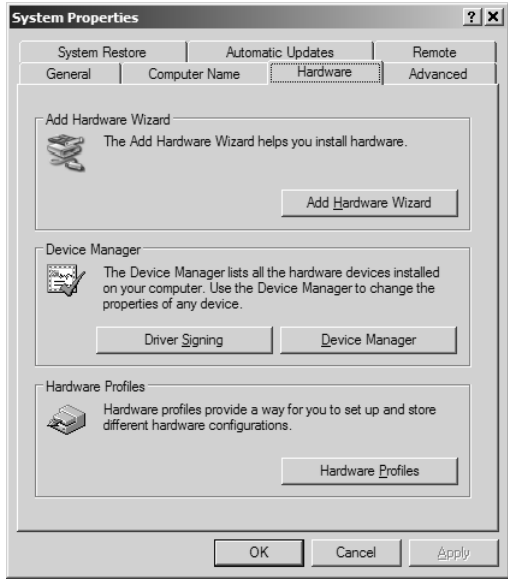 System Properties
System Restore Automatic Updates Remote
General Computer Name Hardware Advanced
Add Hardware Wizard
The Add Hardware Wizard helps you install hardware.
Add Hardware Wizard
Device Manager
The Device Manager lists all the hardware devices installed
on your computer. Use the Device Manager to change the
properties of any device.
Driver Signing Device Manager
Hardware Profiles
Hardware profiles provide a way for you to set up and store
different hardware configurations.
Hardware Profiles
OK Cancel Apply